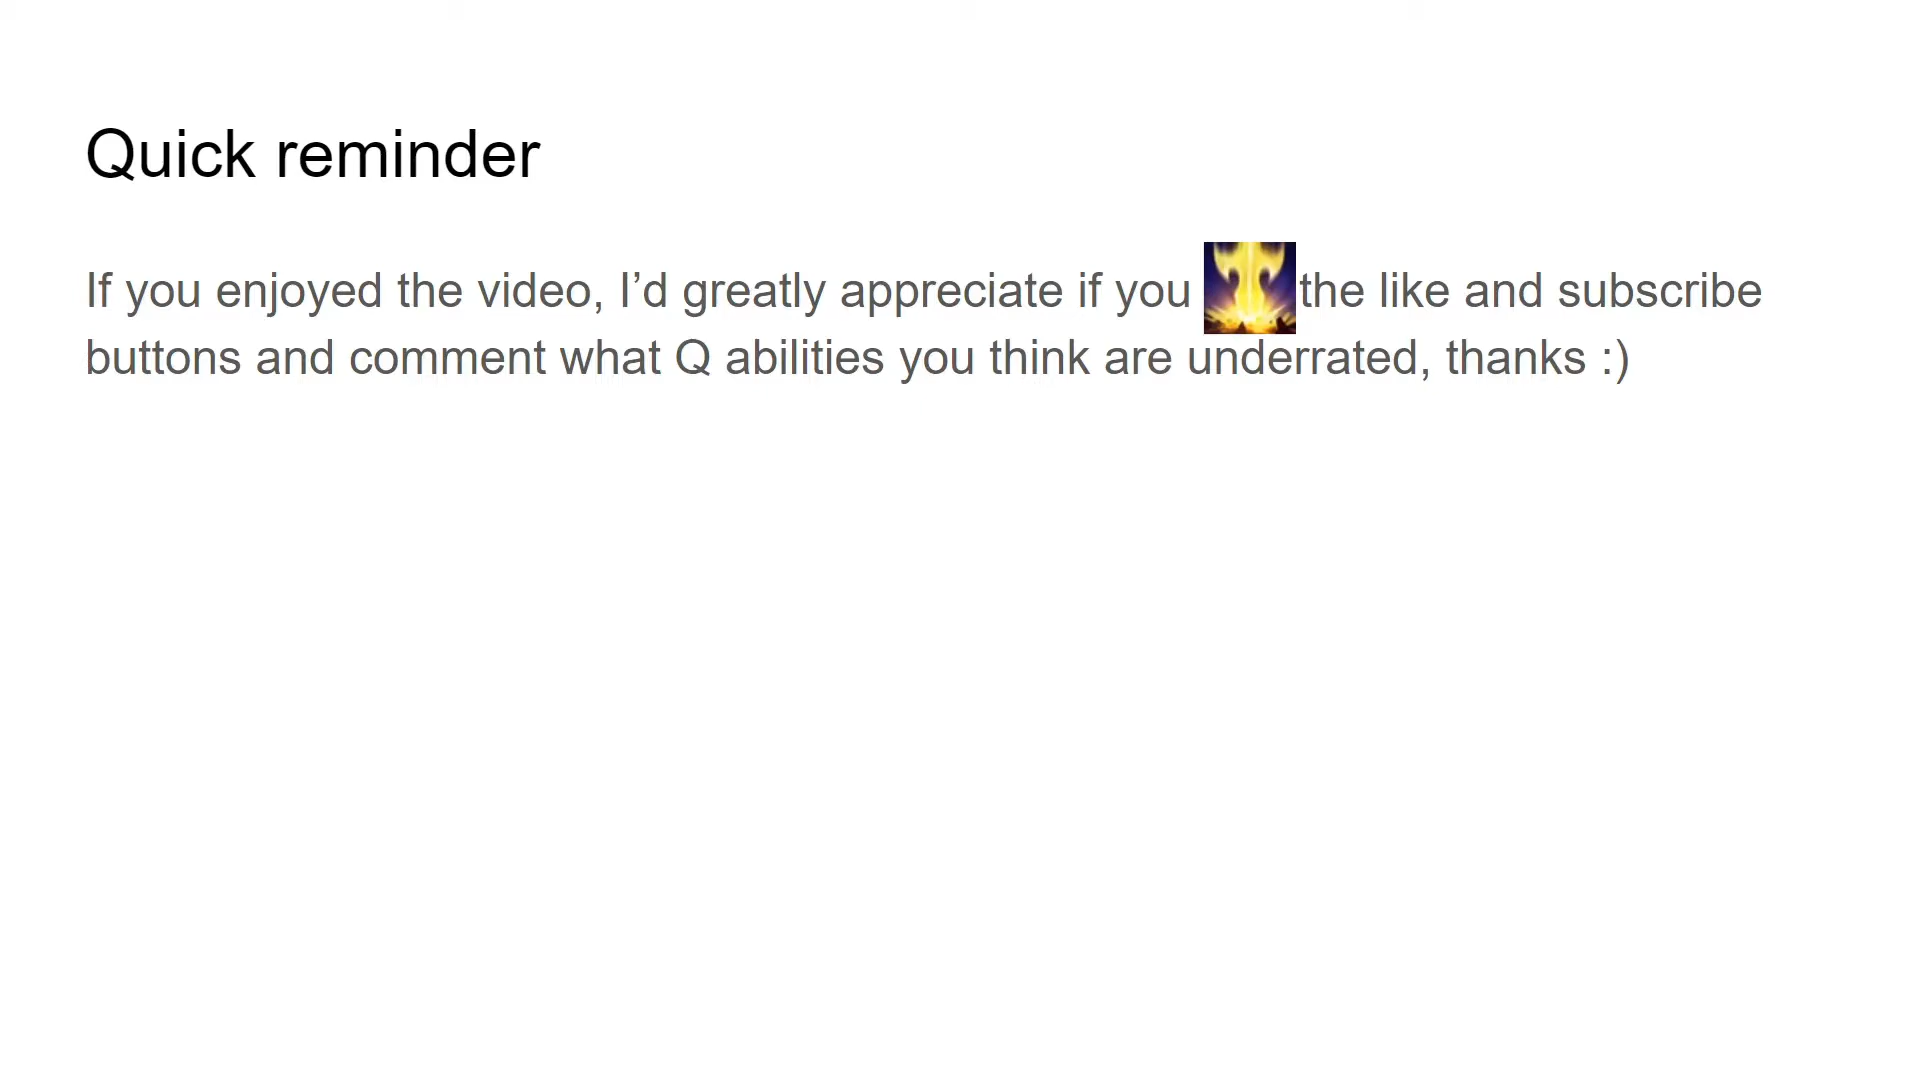 Quick reminder
If you enjoyed the video, I’d greatly appreciate if you the like and subscribe
buttons and comment what Q abilities you think are underrated, thanks :)